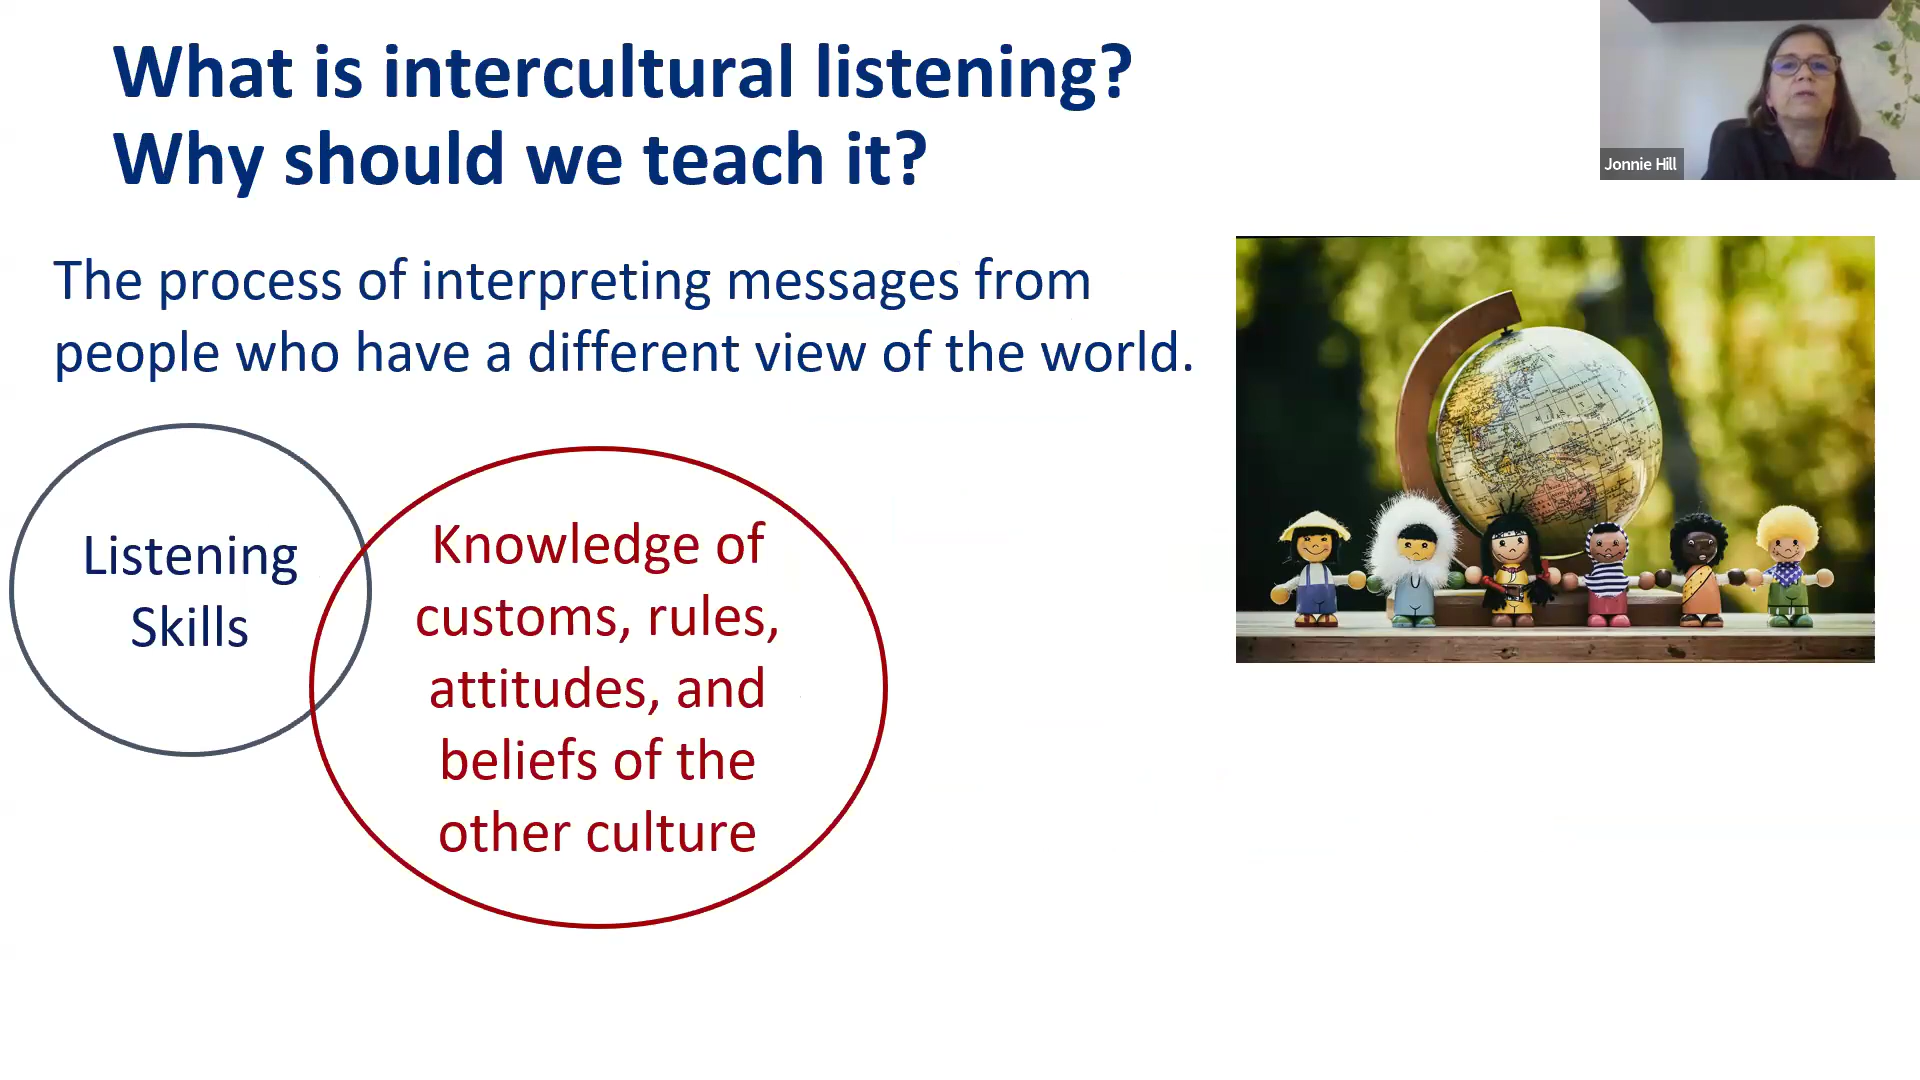 What is intercultural listening?
Why should we teach it?
Jonnie Hill
The process of interpreting messages from
people who have a different view of the world.
Listening
Skills
Knowledge of
customs, rules,
attitudes, and
beliefs of the
other culture